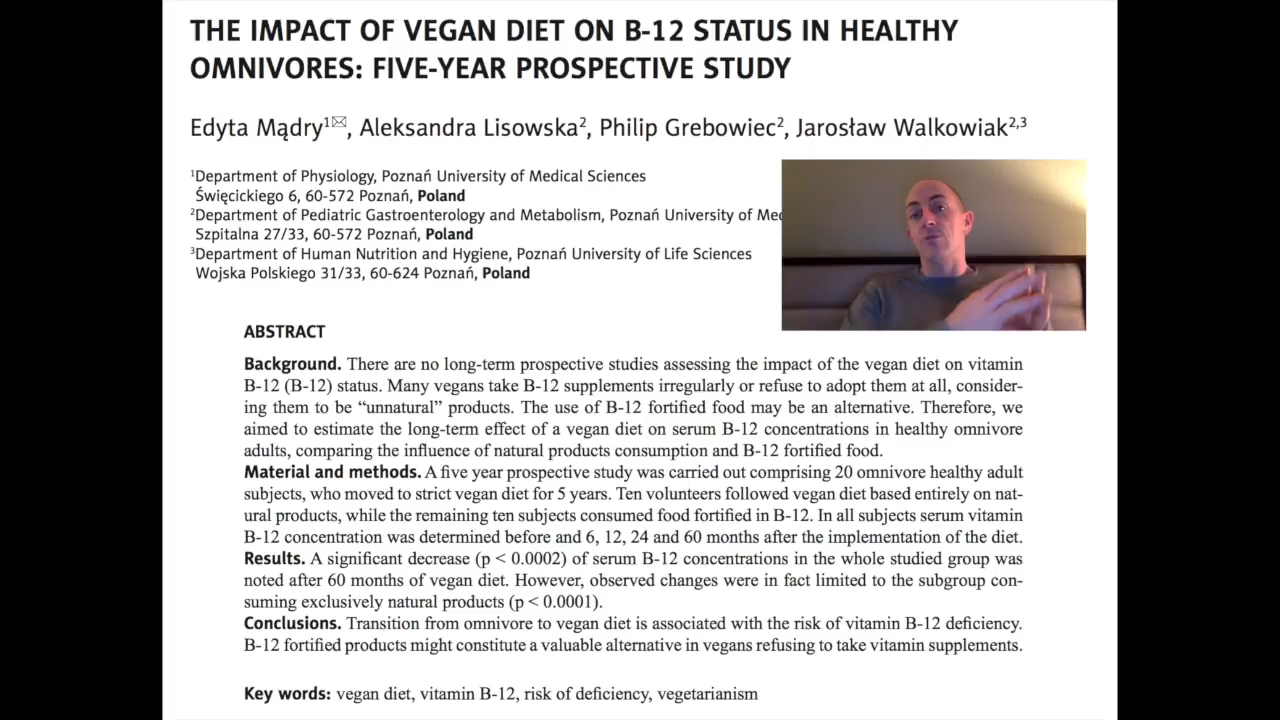 THE IMPACT OF VEGAN DIET ON B-12 STATUS IN HEALTHY
OMNIVORES: FIVE-YEAR PROSPECTIVE STUDY
Edyta Mądry1✉, Aleksandra Lisowska2, Philip Grebowiec2, Jarosław Walkowiak2,3
1Department of Physiology, Poznań University of Medical Sciences
Święcickiego 6, 60-572 Poznań, Poland
2Department of Pediatric Gastroenterology and Metabolism, Poznań University of Med
Szpitalna 27/33, 60-572 Poznań, Poland
3Department of Human Nutrition and Hygiene, Poznań University of Life Sciences
Wojska Polskiego 31/33, 60-624 Poznań, Poland
ABSTRACT
Background. There are no long-term prospective studies assessing the impact of the vegan diet on vitamin
B-12 (B-12) status. Many vegans take B-12 supplements irregularly or refuse to adopt them at all, consider-
ing them to be “unnatural” products. The use of B-12 fortified food may be an alternative. Therefore, we
aimed to estimate the long-term effect of a vegan diet on serum B-12 concentrations in healthy omnivore
adults, comparing the influence of natural products consumption and B-12 fortified food.
Material and methods. A five year prospective study was carried out comprising 20 omnivore healthy adult
subjects, who moved to strict vegan diet for 5 years. Ten volunteers followed vegan diet based entirely on nat-
ural products, while the remaining ten subjects consumed food fortified in B-12. In all subjects serum vitamin
B-12 concentration was determined before and 6, 12, 24 and 60 months after the implementation of the diet.
Results. A significant decrease (p < 0.0002) of serum B-12 concentrations in the whole studied group was
noted after 60 months of vegan diet. However, observed changes were in fact limited to the subgroup con-
suming exclusively natural products (p < 0.0001).
Conclusions. Transition from omnivore to vegan diet is associated with the risk of vitamin B-12 deficiency.
B-12 fortified products might constitute a valuable alternative in vegans refusing to take vitamin supplements.
Key words: vegan diet, vitamin B-12, risk of deficiency, vegetarianism